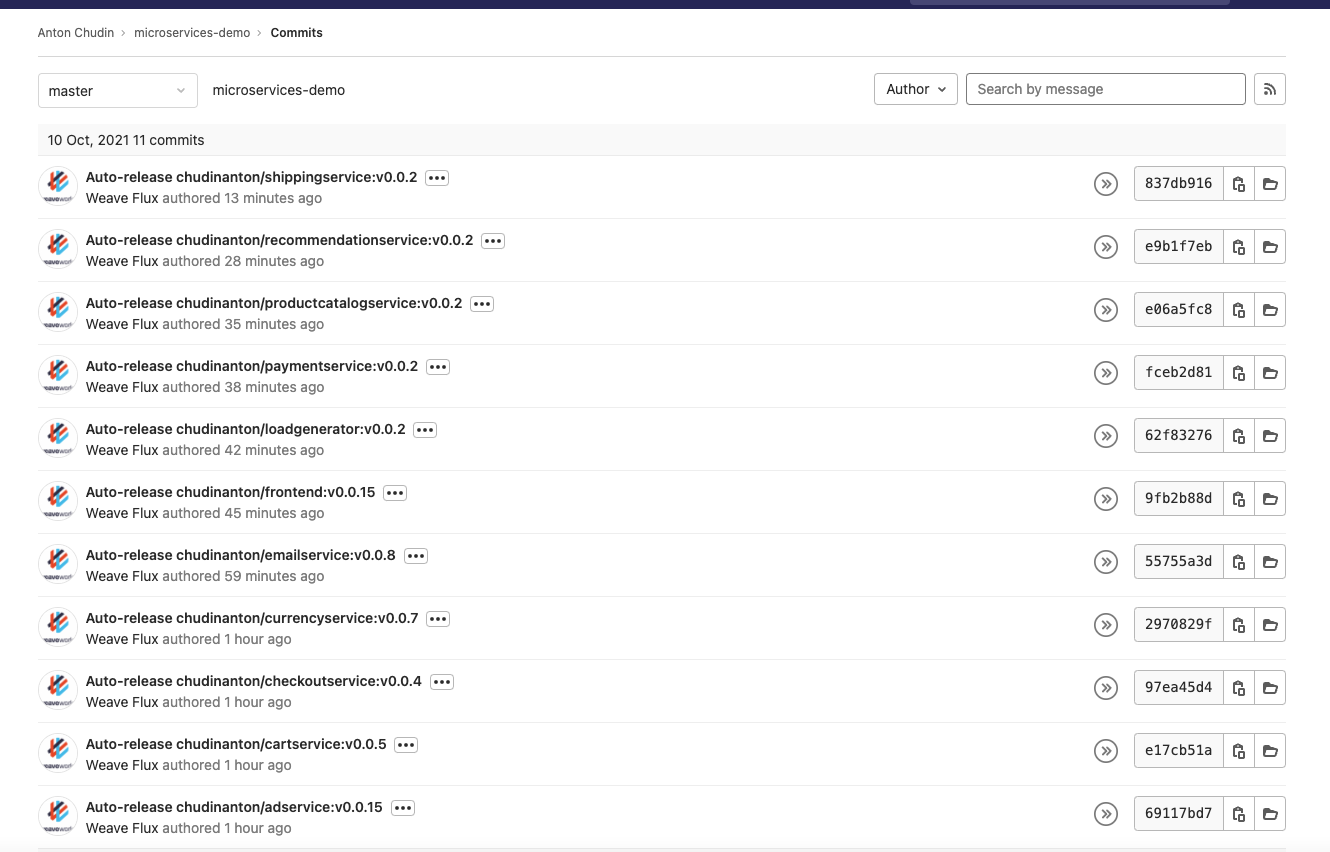 Anton Chudin › microservices-demo › Commits
master microservices-demo Author Search by message
10 Oct, 2021 11 commits
Auto-release chudinanton/shippingservice:v0.0.2
837db916
Weave Flux authored 13 minutes ago
Auto-release chudinanton/recommendationservice:v0.0.2
e9b1f7eb
Weave Flux authored 28 minutes ago
Auto-release chudinanton/productcatalogservice:v0.0.2
e06a5fc8
Weave Flux authored 35 minutes ago
Auto-release chudinanton/paymentservice:v0.0.2
fceb2d81
Weave Flux authored 38 minutes ago
Auto-release chudinanton/loadgenerator:v0.0.2
62f83276
Weave Flux authored 42 minutes ago
Auto-release chudinanton/frontend:v0.0.15
9fb2b88d
Weave Flux authored 45 minutes ago
Auto-release chudinanton/emailservice:v0.0.8
55755a3d
Weave Flux authored 59 minutes ago
Auto-release chudinanton/currencyservice:v0.0.7
2970829f
Weave Flux authored 1 hour ago
Auto-release chudinanton/checkoutservice:v0.0.4
97ea45d4
Weave Flux authored 1 hour ago
Auto-release chudinanton/cartservice:v0.0.5
e17cb51a
Weave Flux authored 1 hour ago
Auto-release chudinanton/adservice:v0.0.15
69117bd7
Weave Flux authored 1 hour ago